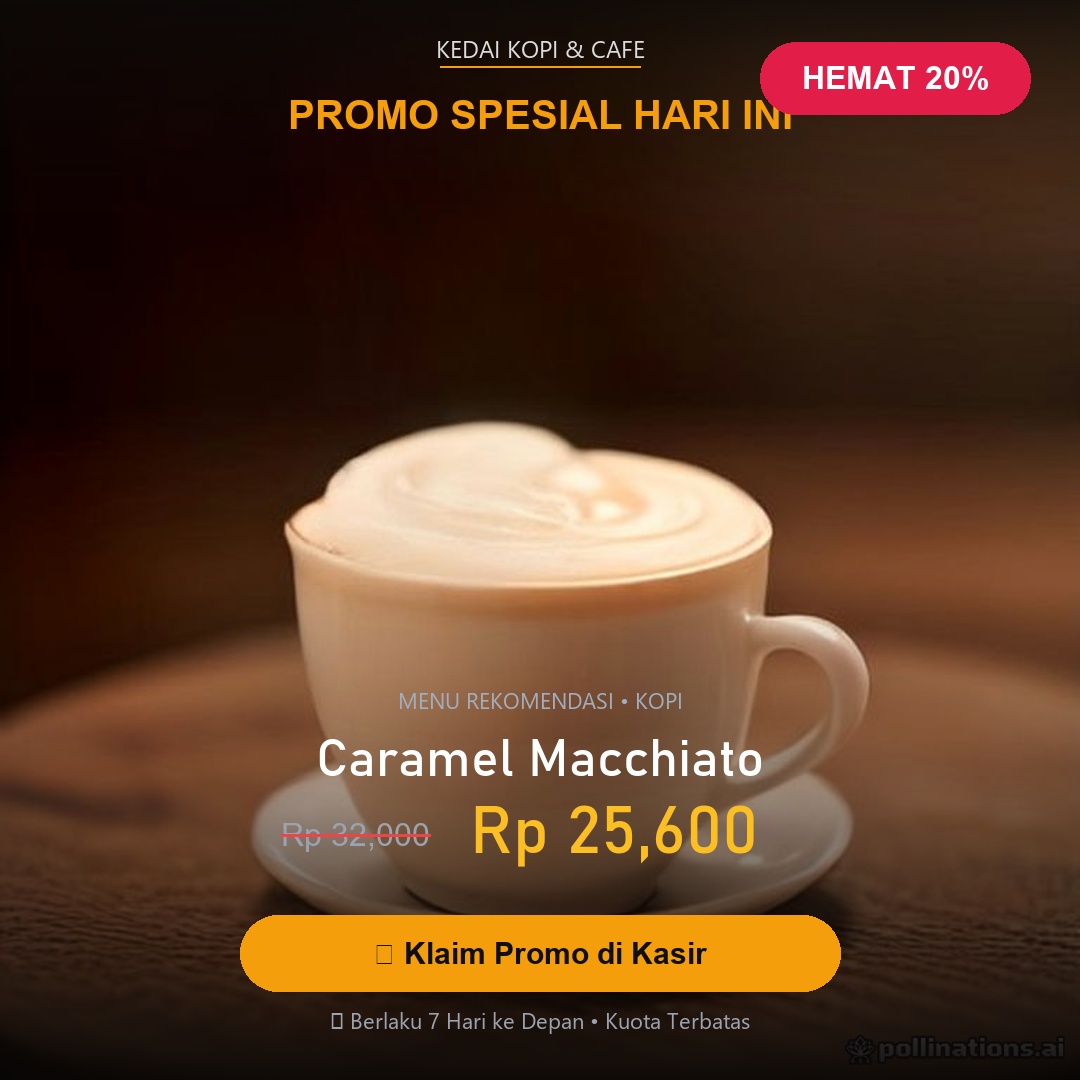 KEDAI KOPI & CAFE
HEMAT 20%
PROMO SPESIAL HARI INI
MENU REKOMENDASI • KOPI
Caramel Macchiato
Rp 32,000 Rp 25,600
Klaim Promo di Kasir
Berlaku 7 Hari ke Depan • Kuota Terbatas
pollinations.ai